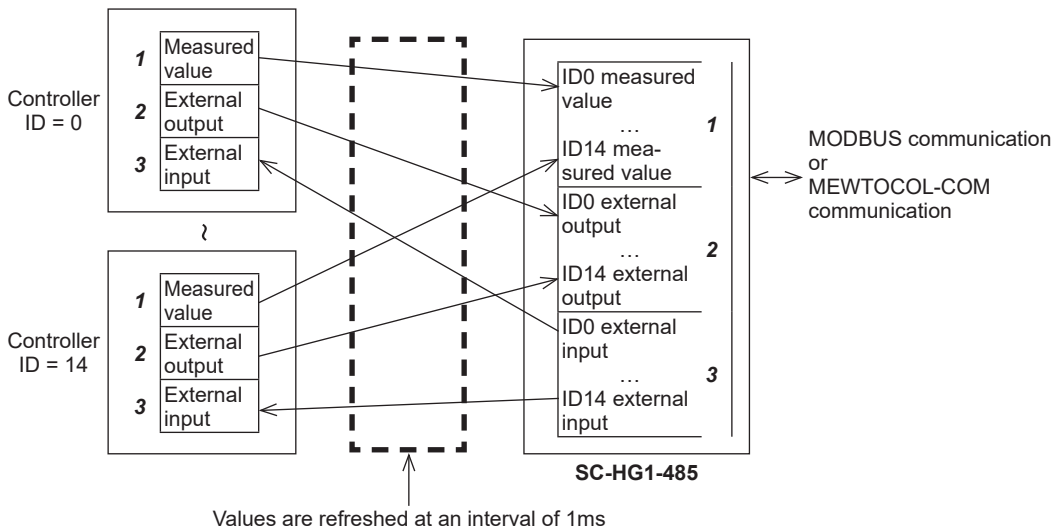 Controller
ID = 0
1
Measured
value
2
External
output
3
External
input
~
Controller
ID = 14
1
Measured
value
2
External
output
3
External
input
ID0 measured
value
…
ID14 mea-
sured value
1
ID0 external
output
…
ID14 external
output
2
ID0 external
input
…
ID14 external
input
3
SC-HG1-485
MODBUS communication
or
MEWTOCOL-COM
communication
Values are refreshed at an interval of 1ms